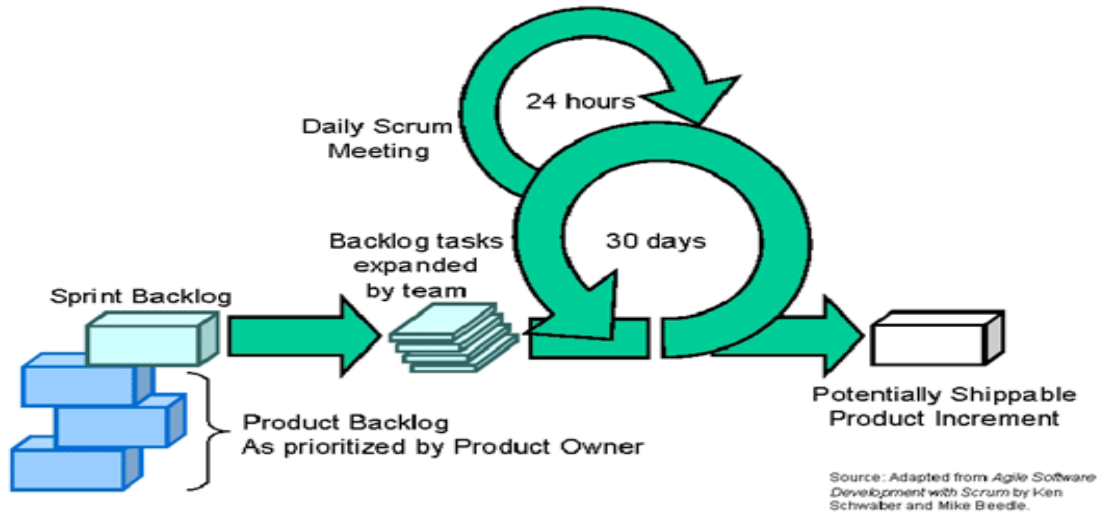 24 hours
Daily Scrum
Meeting
Backlog tasks
expanded
by team
30 days
Sprint Backlog
Potentially Shippable
Product Increment
Product Backlog
As prioritized by Product Owner
Source: Adapted from Agile Software
Development with Scrum by Ken
Schwaber and Mike Beedle.